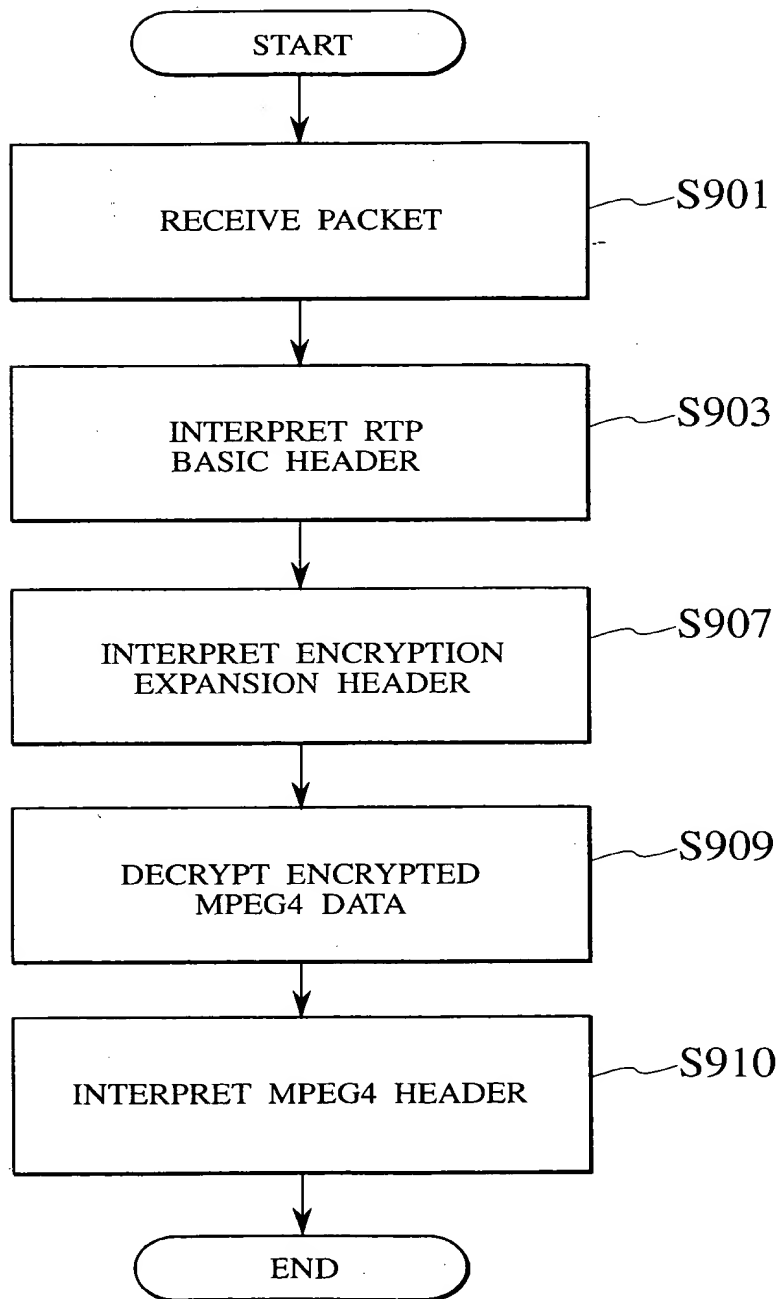 START
RECEIVE PACKET
S901
INTERPRET RTP
BASIC HEADER
S903
INTERPRET ENCRYPTION
EXPANSION HEADER
S907
DECRYPT ENCRYPTED
MPEG4 DATA
S909
INTERPRET MPEG4 HEADER
S910
END